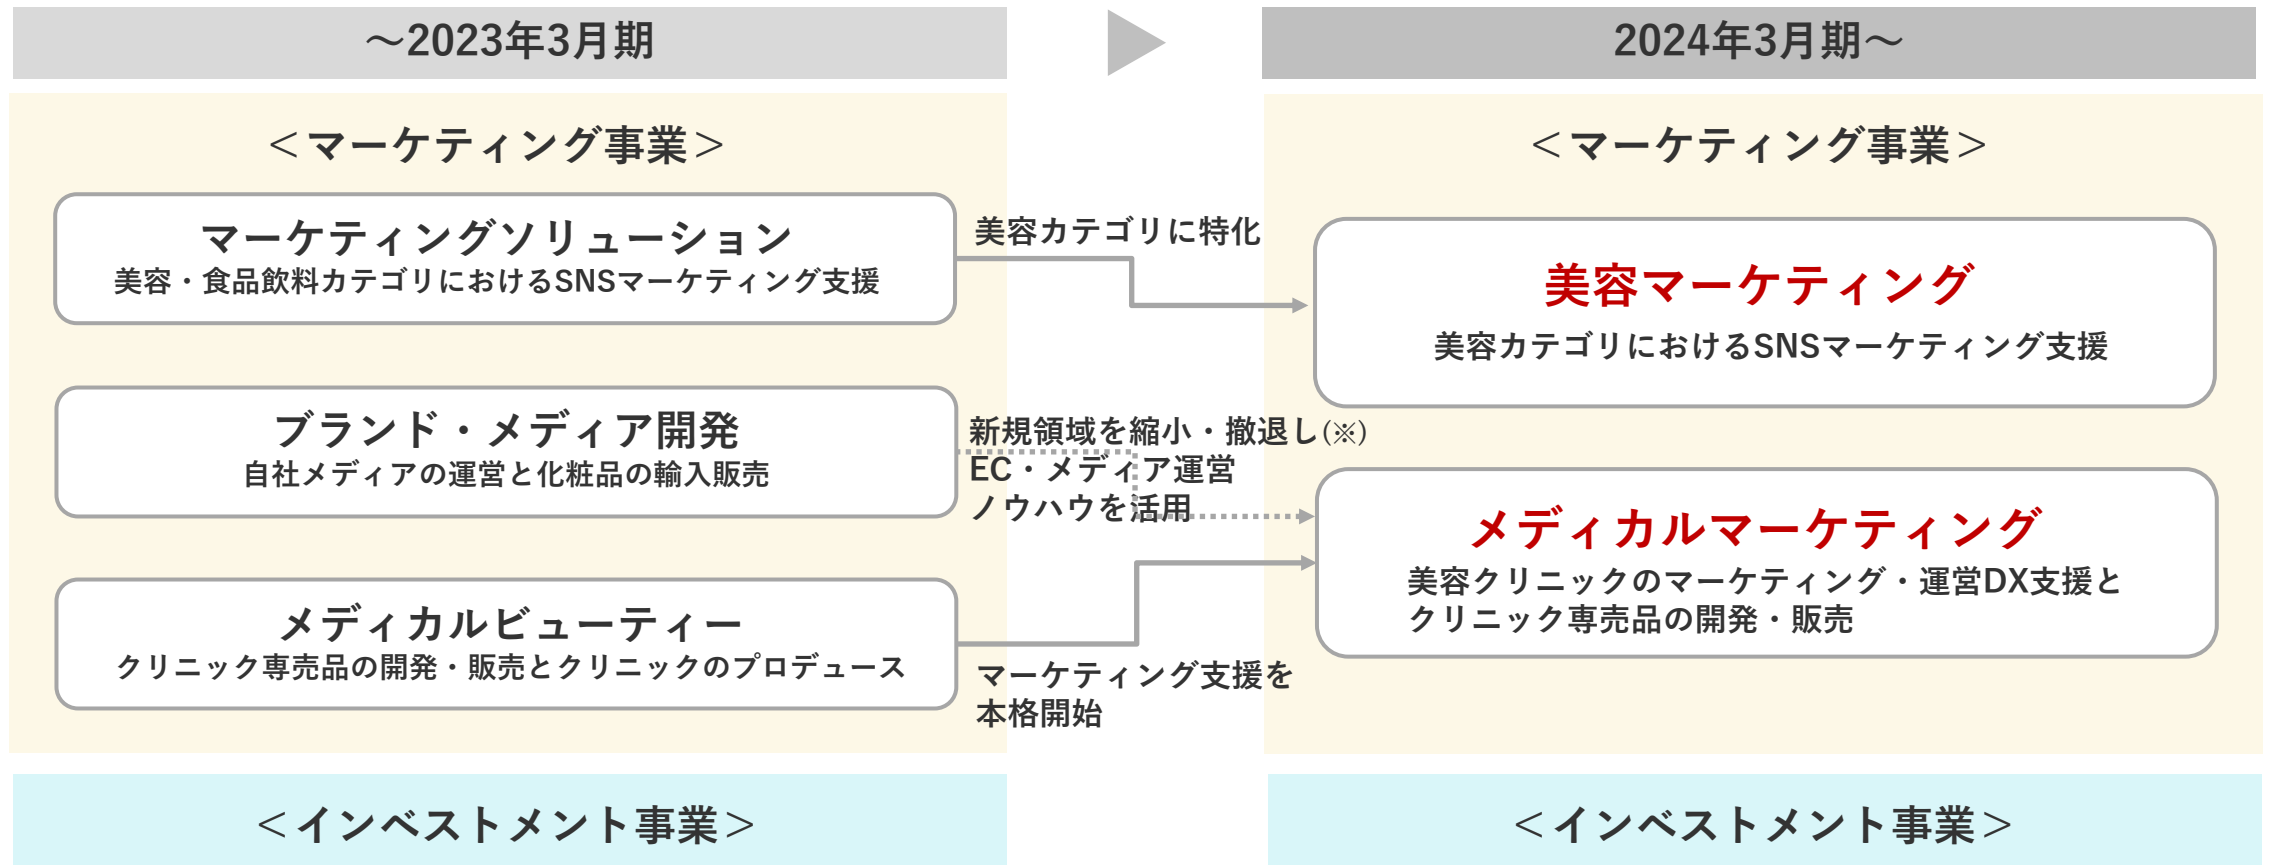 ～2023年3月期
2024年3月期～
＜マーケティング事業＞
マーケティングソリューション
美容・食品飲料カテゴリにおけるSNSマーケティング支援
ブランド・メディア開発
自社メディアの運営と化粧品の輸入販売
メディカルビューティー
クリニック専売品の開発・販売とクリニックのプロデュース
美容カテゴリに特化
新規領域を縮小・撤退し(※)
EC・メディア運営
ノウハウを活用
マーケティング支援を
本格開始
＜マーケティング事業＞
美容マーケティング
美容カテゴリにおけるSNSマーケティング支援
メディカルマーケティング
美容クリニックのマーケティング・運営DX支援と
クリニック専売品の開発・販売
＜インベストメント事業＞
＜インベストメント事業＞